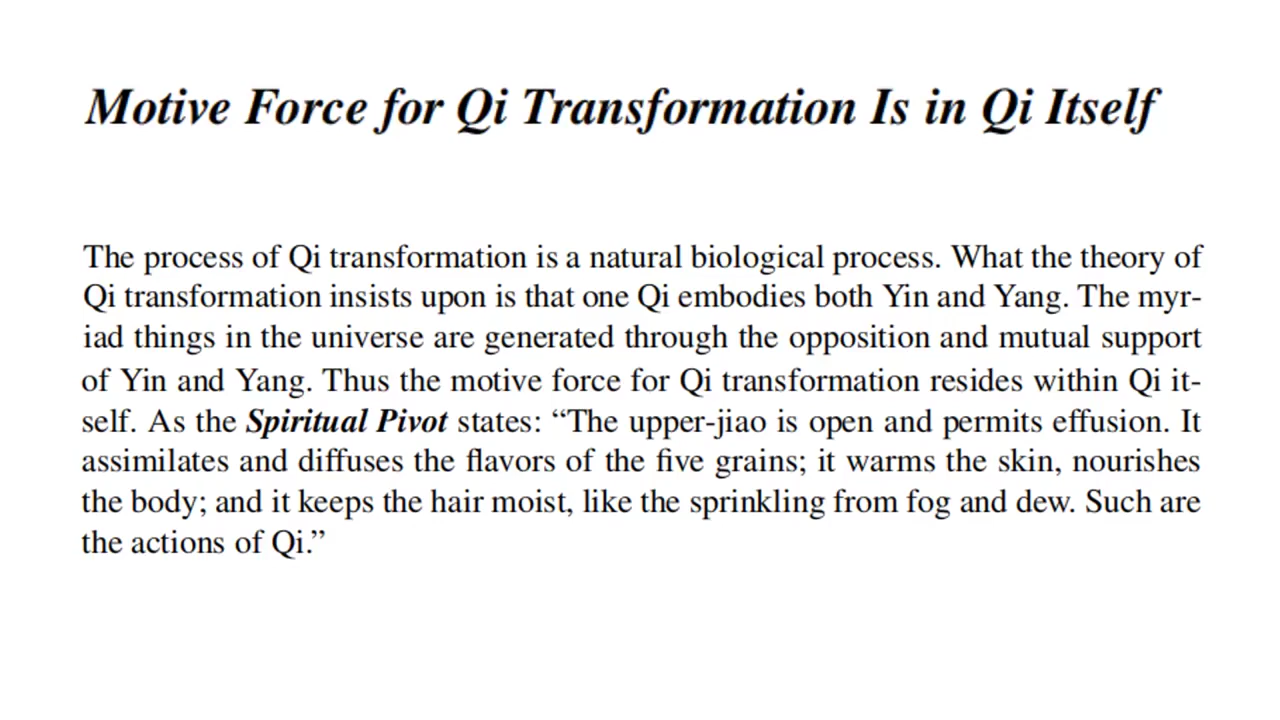 Motive Force for Qi Transformation Is in Qi Itself
The process of Qi transformation is a natural biological process. What the theory of
Qi transformation insists upon is that one Qi embodies both Yin and Yang. The myr-
iad things in the universe are generated through the opposition and mutual support
of Yin and Yang. Thus the motive force for Qi transformation resides within Qi it-
self. As the Spiritual Pivot states: “The upper-jiao is open and permits effusion. It
assimilates and diffuses the flavors of the five grains; it warms the skin, nourishes
the body; and it keeps the hair moist, like the sprinkling from fog and dew. Such are
the actions of Qi.”